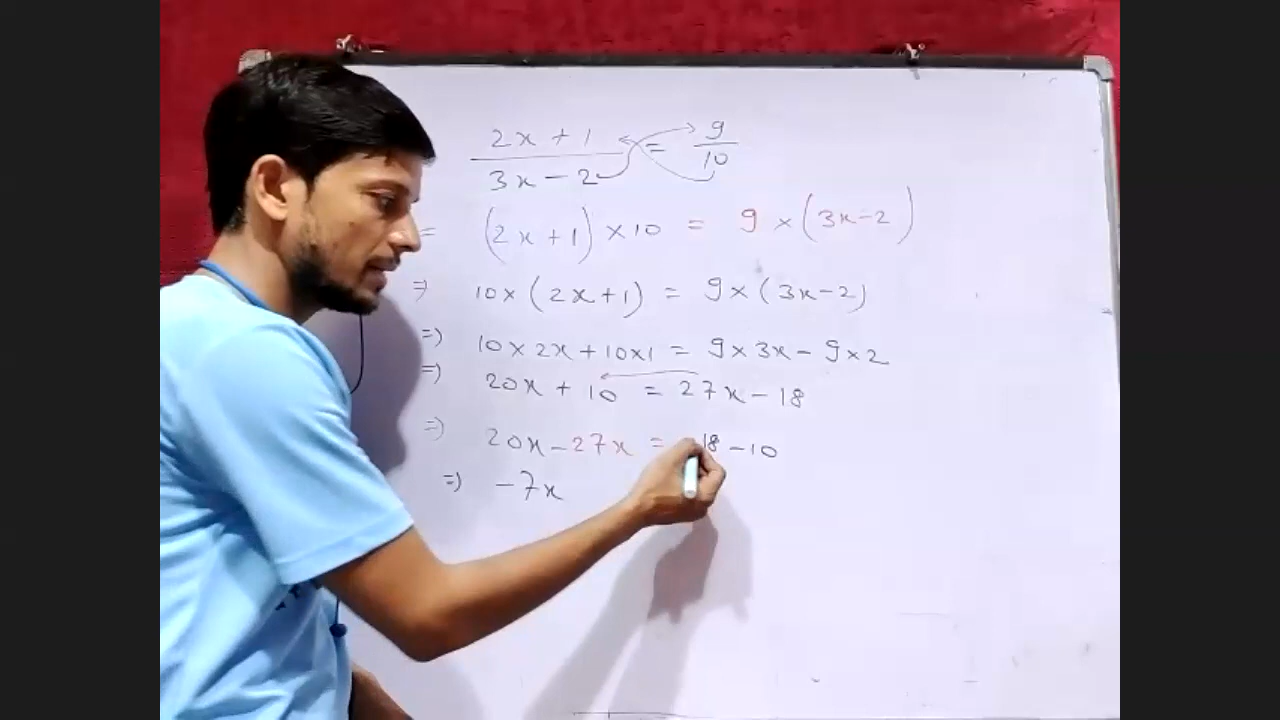 2x + 1 / 3x - 2 = 9 / 10
= (2x + 1) × 10 = 9 × (3x - 2)
⇒ 10 × (2x + 1) = 9 × (3x - 2)
⇒ 10 × 2x + 10 × 1 = 9 × 3x - 9 × 2
⇒ 20x + 10 = 27x - 18
⇒ 20x - 27x = 18 - 10
⇒ -7x